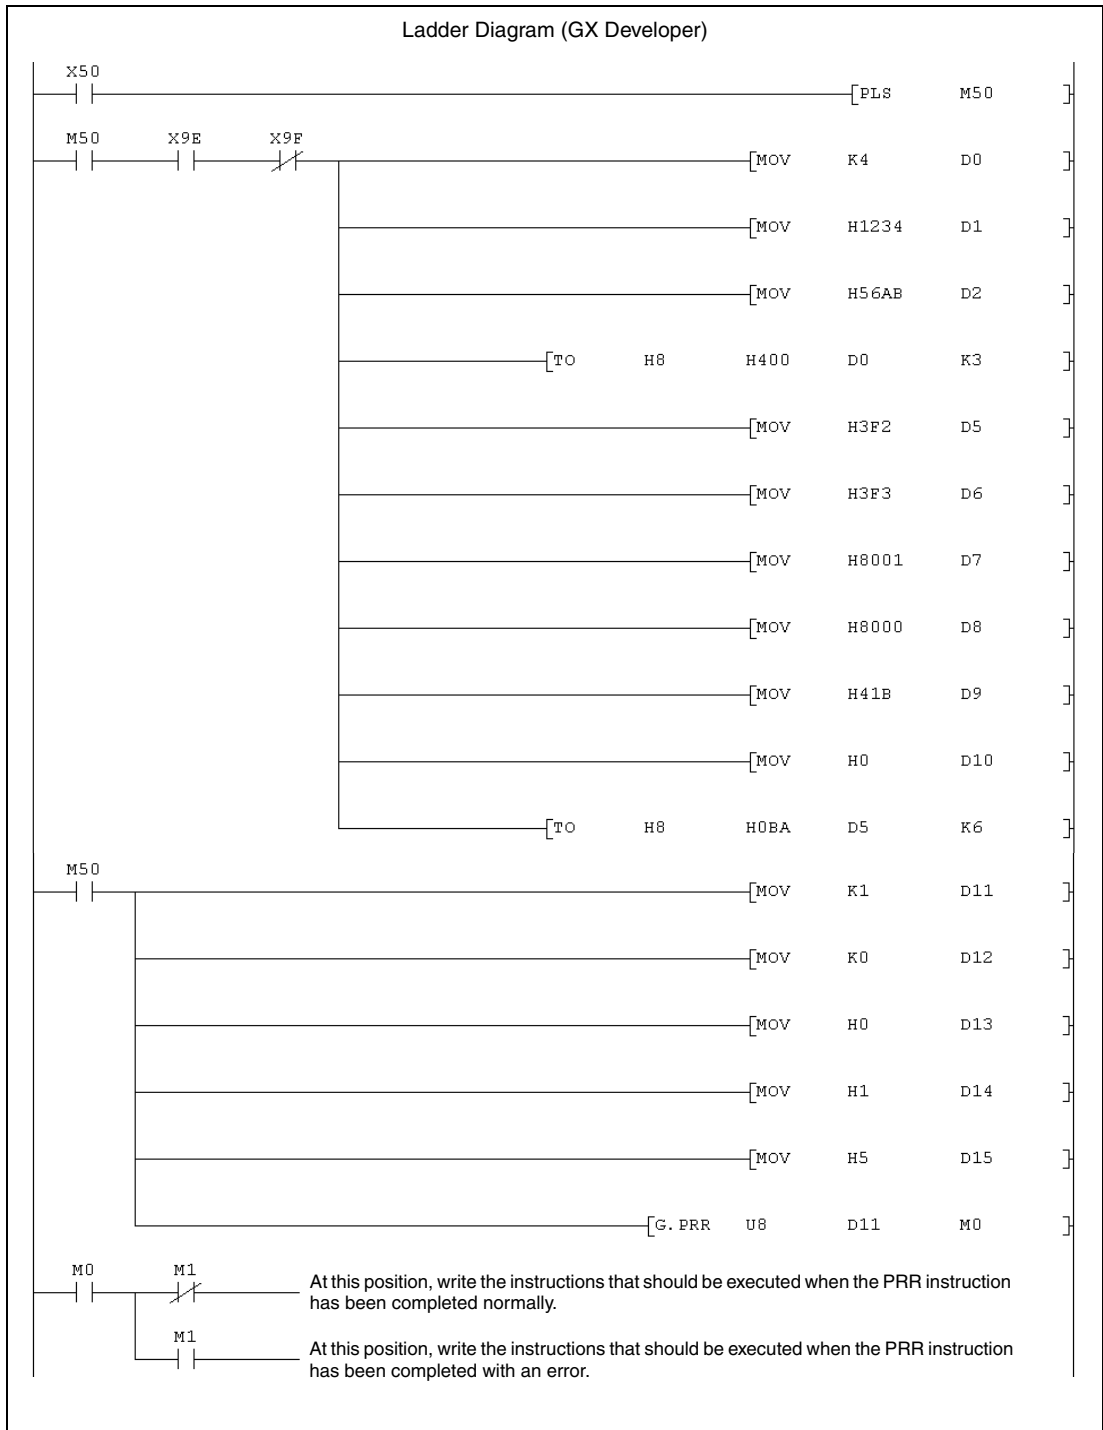 Ladder Diagram (GX Developer)
X50
PLS M50
M50 X9E X9F
MOV K4 D0
MOV H1234 D1
MOV H56AB D2
TO H8 H400 D0 K3
MOV H3F2 D5
MOV H3F3 D6
MOV H8001 D7
MOV H8000 D8
MOV H41B D9
MOV H0 D10
TO H8 H0BA D5 K6
M50
MOV K1 D11
MOV K0 D12
MOV H0 D13
MOV H1 D14
MOV H5 D15
G.PRR U8 D11 M0
M0 M1
At this position, write the instructions that should be executed when the PRR instruction
has been completed normally.
M1
At this position, write the instructions that should be executed when the PRR instruction
has been completed with an error.